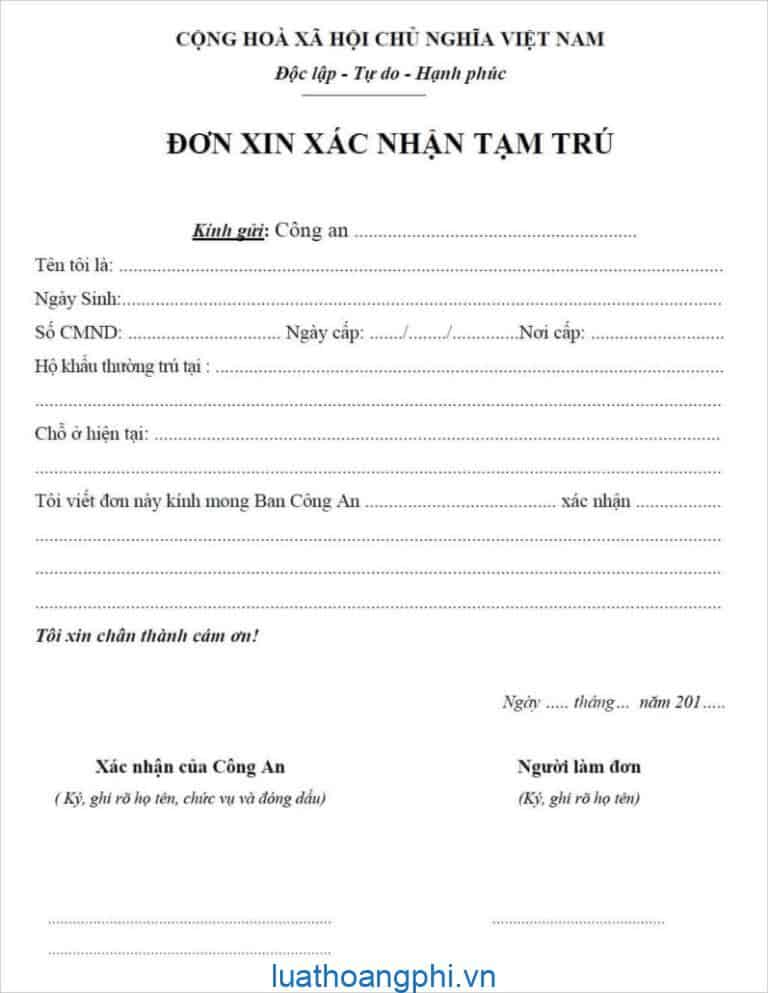 CỘNG HOÀ XÃ HỘI CHỦ NGHĨA VIỆT NAM
Độc lập - Tự do - Hạnh phúc
ĐƠN XIN XÁC NHẬN TẠM TRÚ
Kính gửi: Công an ....................................................
Tên tôi là: ................................................................................
Ngày Sinh:................................................................................
Số CMND: ............................ Ngày cấp: ....../......./.............Nơi cấp: ........................
Hộ khẩu thường trú tại : ................................................................................
................................................................................
Chỗ ở hiện tại: ................................................................................
................................................................................
Tôi viết đơn này kính mong Ban Công An ................................... xác nhận ................
................................................................................
................................................................................
................................................................................
Tôi xin chân thành cám ơn!
Ngày ..... tháng... năm 201.....
Xác nhận của Công An Người làm đơn
( Ký, ghi rõ họ tên, chức vụ và đóng dấu) (Ký, ghi rõ họ tên)
.................................................... ................................
....................................................
luathoangphi.vn